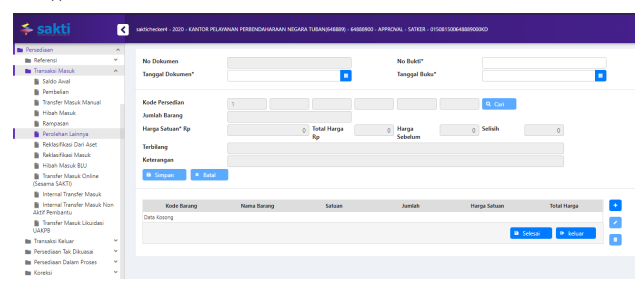 sakti
saktichecker4 - 2020 - KANTOR PELAYANAN PERBENDAHARAAN NEGARA TUBAN(648889) - 64888900 - APPROVAL - SATKER - 015081500648889000KD
Persediaan
Referensi
Transaksi Masuk
Saldo Awal
Pembelian
Transfer Masuk Manual
Hibah Masuk
Rampasan
Perolehan Lainnya
Reklasifikasi Dari Aset
Reklasifikasi Masuk
Hibah Masuk BLU
Transfer Masuk Online
(Sesama SAKTI)
Internal Transfer Masuk
Internal Transfer Masuk Non
Aktif Pembantu
Transfer Masuk Likuidasi
UAKPB
Transaksi Keluar
Persediaan Tak Dikuasai
Persediaan Dalam Proses
Koreksi
No Dokumen
No Bukti*
Tanggal Dokumen*
Tanggal Buku*
Kode Persedian
1
Cari
Jumlah Barang
Harga Satuan* Rp
0
Total Harga
Rp
0
Harga
Sebelum
0
Selisih
0
Terbilang
Keterangan
Simpan
Batal
Kode Barang Nama Barang Satuan Jumlah Harga Satuan Total Harga
Data Kosong
Selesai
keluar